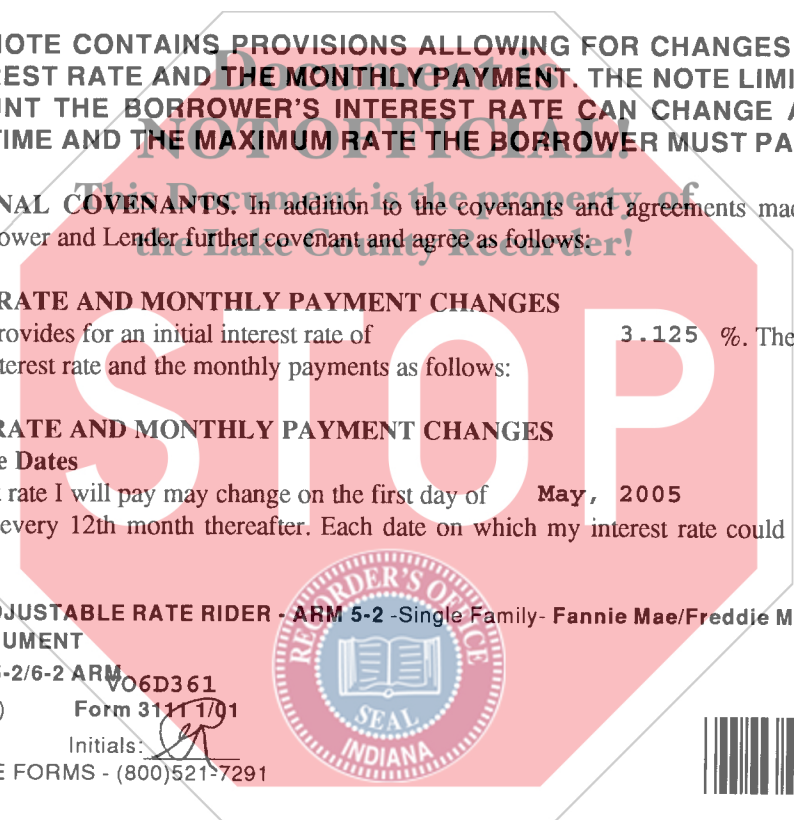 NOTE CONTAINS PROVISIONS ALLOWING FOR CHANGES
REST RATE AND THE MONTHLY PAYMENT. THE NOTE LIMI
UNT THE BORROWER'S INTEREST RATE CAN CHANGE A
TIME AND THE MAXIMUM RATE THE BORROWER MUST PA
Document is
NOT OFFICIAL!
This Document is the property of
the Lake County Recorder!
NAL COVENANTS. In addition to the covenants and agreements mad
ower and Lender further covenant and agree as follows:
RATE AND MONTHLY PAYMENT CHANGES
rovides for an initial interest rate of 3.125 %. The
terest rate and the monthly payments as follows:
STOP
RATE AND MONTHLY PAYMENT CHANGES
e Dates
rate I will pay may change on the first day of May, 2005
every 12th month thereafter. Each date on which my interest rate could
DJUSTABLE RATE RIDER - ARM 5-2 -Single Family- Fannie Mae/Freddie M
UMENT
-2/6-2 ARM
VO6D361
) Form 3111 1/01
Initials:
E FORMS - (800)521-7291
RECORDER'S OFFICE
SEAL
INDIANA